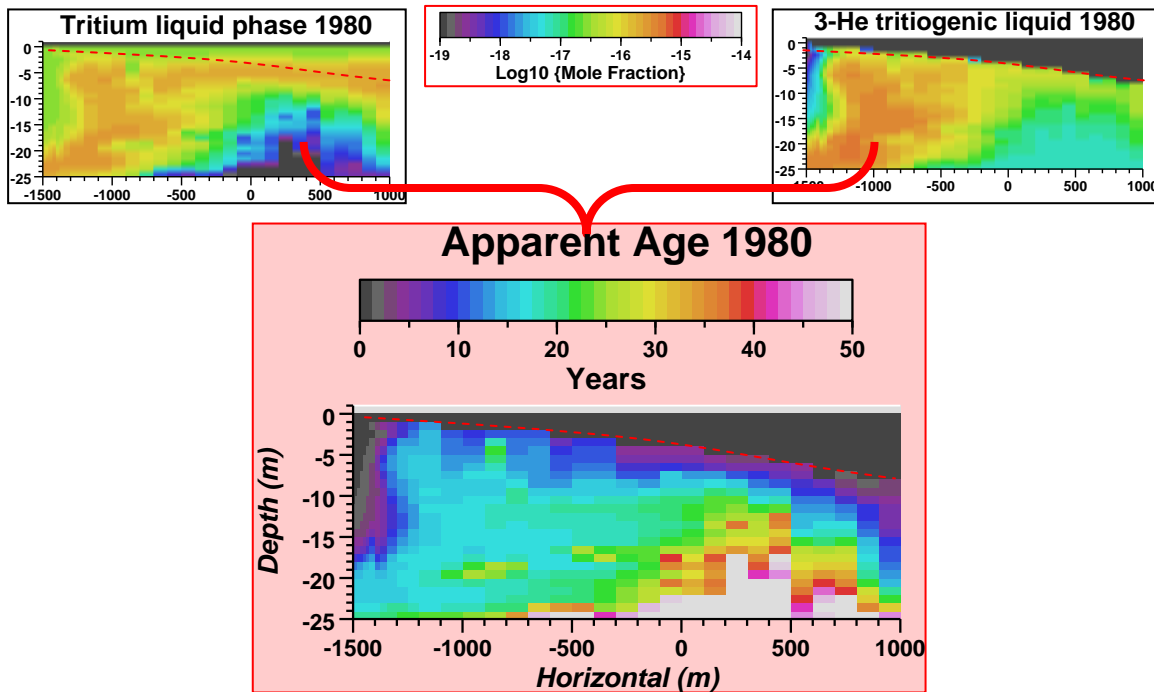 Tritium liquid phase 1980
0
-5
-10
-15
-20
-25
-1500 -1000 -500 0 500 1000
-19 -18 -17 -16 -15 -14
Log10 {Mole Fraction}
3-He tritiogenic liquid 1980
0
-5
-10
-15
-20
-25
-1500 -1000 -500 0 500 1000
Apparent Age 1980
0 10 20 30 40 50
Years
0
-5
-10
-15
-20
-25
Depth (m)
-1500 -1000 -500 0 500 1000
Horizontal (m)